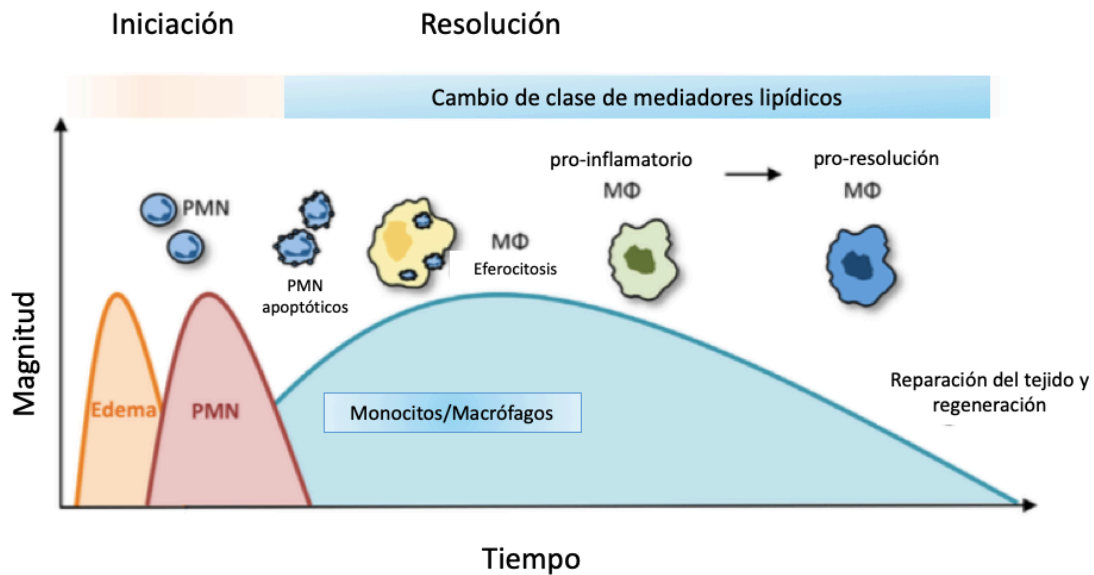 Iniciación
Resolución
Cambio de clase de mediadores lipídicos
pro-inflamatorio
MΦ
pro-resolución
MΦ
PMN
MΦ
Eferocitosis
PMN
apoptóticos
Magnitud
Edema
PMN
Monocitos/Macrófagos
Reparación del tejido y
regeneración
Tiempo